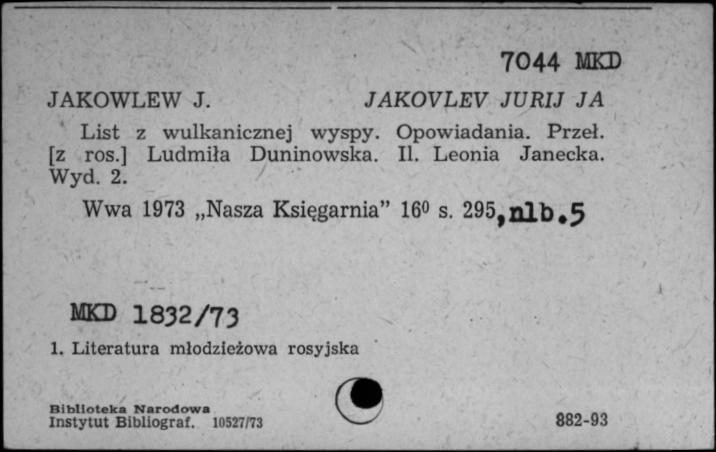 7044 MKD
JAKOWLEW J. JAKOVLEV JURIJ JA
List z wulkanicznej wyspy. Opowiadania. Przeł.
[z ros.] Ludmiła Duninowska. Il. Leonia Janecka.
Wyd. 2.
Wwa 1973 „Nasza Księgarnia” 16⁰ s. 295, nlb.5
MKD 1832/73
1. Literatura młodzieżowa rosyjska
Biblioteka Narodowa
Instytut Bibliograf. 10527/73 882-93